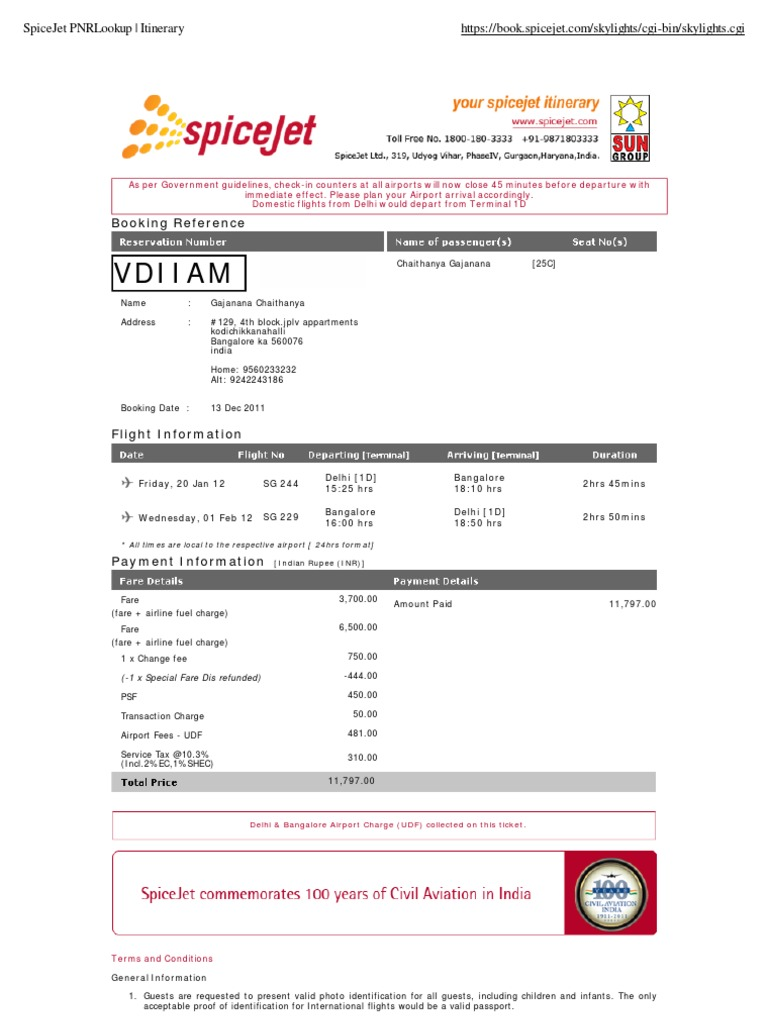 SpiceJet PNRLookup | Itinerary https://book.spicejet.com/skylights/cgi-bin/skylights.cgi
spiceJet
your spicejet itinerary
www.spicejet.com
Toll Free No. 1800-180-3333 +91-9871803333
SpiceJet Ltd., 319, Udyog Vihar, PhaseIV, Gurgaon,Haryana,India.
SUN
GROUP
As per Government guidelines, check-in counters at all airports will now close 45 minutes before departure with
immediate effect. Please plan your Airport arrival accordingly.
Domestic flights from Delhi would depart from Terminal 1D
Booking Reference
Reservation Number Name of passenger(s) Seat No(s)
VDIIAM
Chaithanya Gajanana [25C]
Name : Gajanana Chaithanya
Address : #129, 4th block.jplv appartments
kodichikkanahalli
Bangalore ka 560076
india
Home: 9560233232
Alt: 9242243186
Booking Date : 13 Dec 2011
Flight Information
Date Flight No Departing [Terminal] Arriving [Terminal] Duration
Friday, 20 Jan 12 SG 244 Delhi [1D] Bangalore 2hrs 45mins
15:25 hrs 18:10 hrs
Wednesday, 01 Feb 12 SG 229 Bangalore Delhi [1D] 2hrs 50mins
16:00 hrs 18:50 hrs
* All times are local to the respective airport [ 24hrs format]
Payment Information [Indian Rupee (INR)]
Fare Details Payment Details
Fare 3,700.00 Amount Paid 11,797.00
(fare + airline fuel charge)
Fare 6,500.00
(fare + airline fuel charge)
1 x Change fee 750.00
(-1 x Special Fare Dis refunded) -444.00
PSF 450.00
Transaction Charge 50.00
Airport Fees - UDF 481.00
Service Tax @10.3% 310.00
(Incl.2%EC,1%SHEC)
Total Price 11,797.00
Delhi & Bangalore Airport Charge (UDF) collected on this ticket.
SpiceJet commemorates 100 years of Civil Aviation in India
100
YEARS
CIVIL AVIATION
INDIA
1911-2011
Terms and Conditions
General Information
1. Guests are requested to present valid photo identification for all guests, including children and infants. The only
acceptable proof of identification for International flights would be a valid passport.